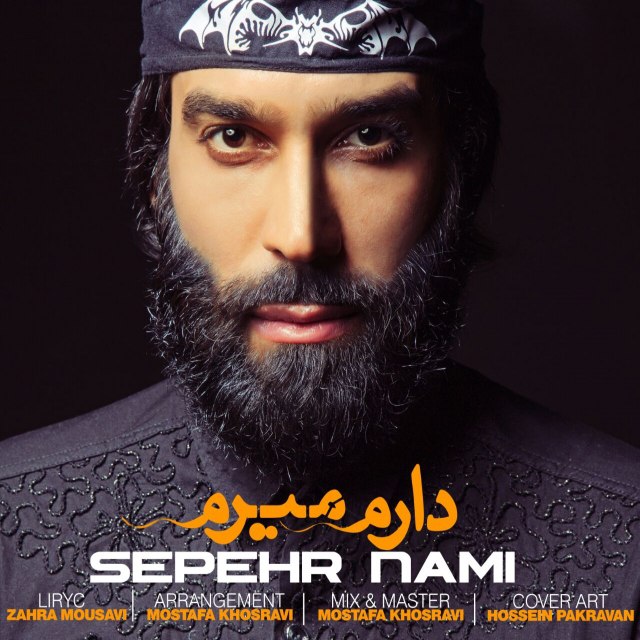 دارم میرم
SEPEHR NAMI
LIRYC | ARRANGEMENT | MIX & MASTER | COVER ART
ZAHRA MOUSAVI | MOSTAFA KHOSRAVI | MOSTAFA KHOSRAVI | HOSSEIN PAKRAVAN